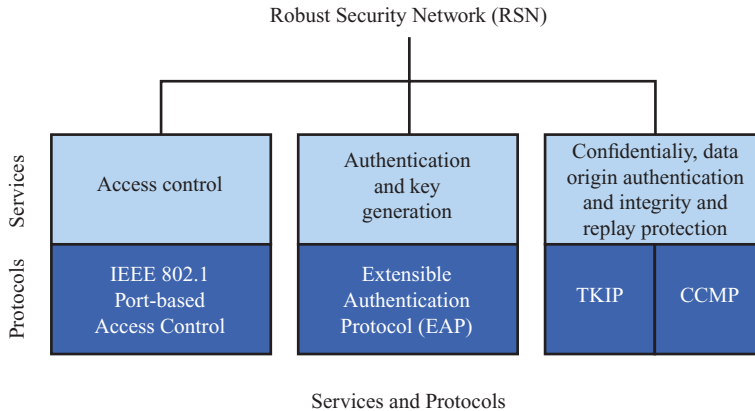 Robust Security Network (RSN)
Services
Access control
Authentication
and key
generation
Confidentialiy, data
origin authentication
and integrity and
replay protection
Protocols
IEEE 802.1
Port-based
Access Control
Extensible
Authentication
Protocol (EAP)
TKIP
CCMP
Services and Protocols